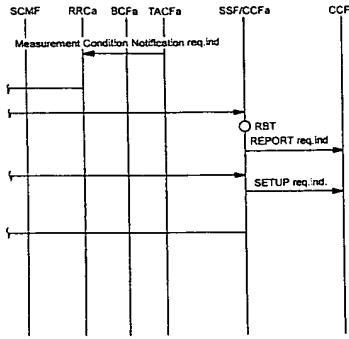 SCMF RRCa BCFa TACFa SSF/CCFa CCF
Measurement Condition Notification req.ind
RBT
REPORT req.ind
SETUP req.ind.